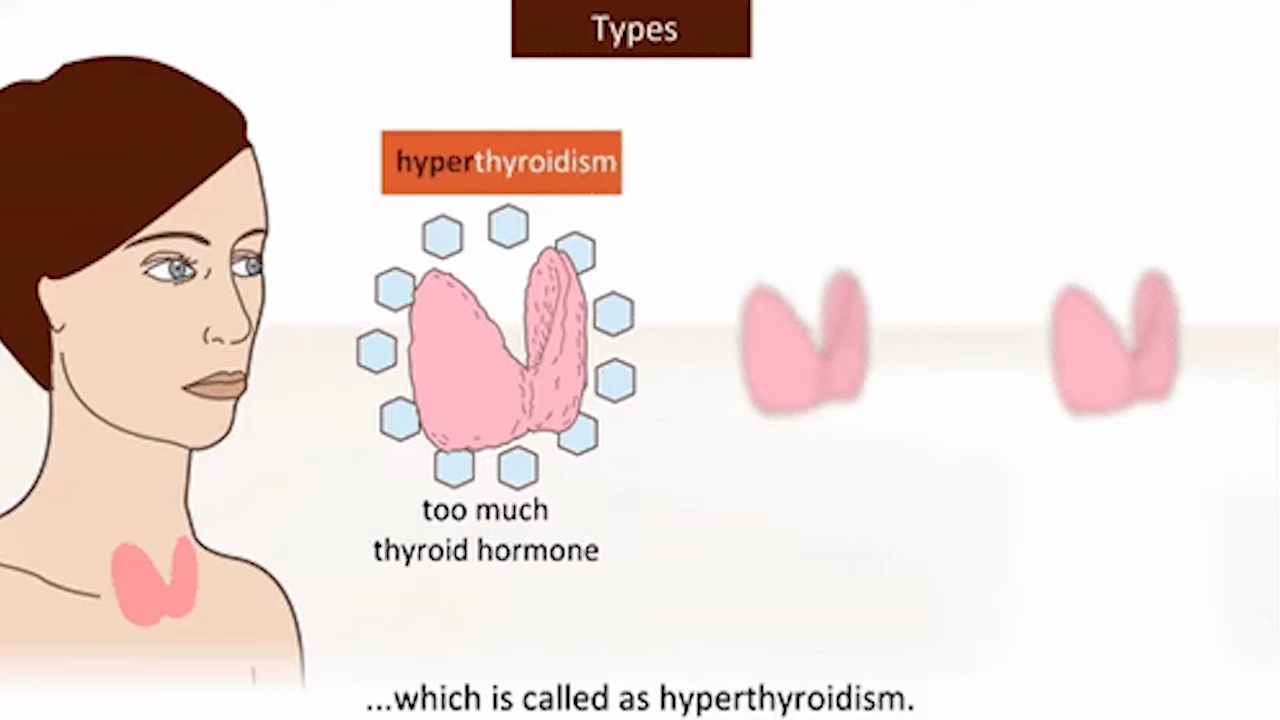 Types
hyperthyroidism
too much
thyroid hormone
...which is called as hyperthyroidism.